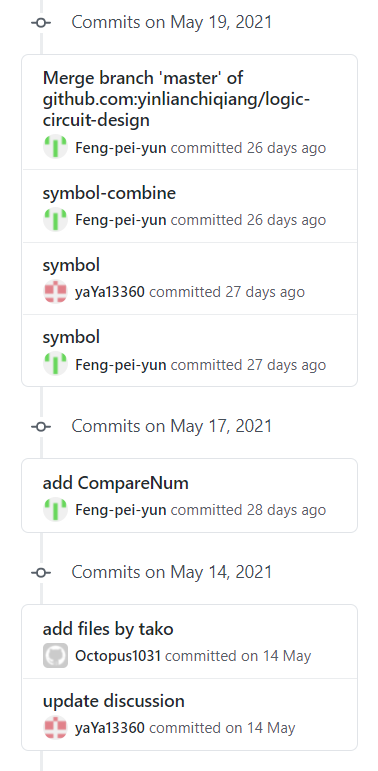 Commits on May 19, 2021
Merge branch 'master' of
github.com:yinlianchiqiang/logic-
circuit-design
Feng-pei-yun committed 26 days ago
symbol-combine
Feng-pei-yun committed 26 days ago
symbol
yaYa13360 committed 27 days ago
symbol
Feng-pei-yun committed 27 days ago
Commits on May 17, 2021
add CompareNum
Feng-pei-yun committed 28 days ago
Commits on May 14, 2021
add files by tako
Octopus1031 committed on 14 May
update discussion
yaYa13360 committed on 14 May